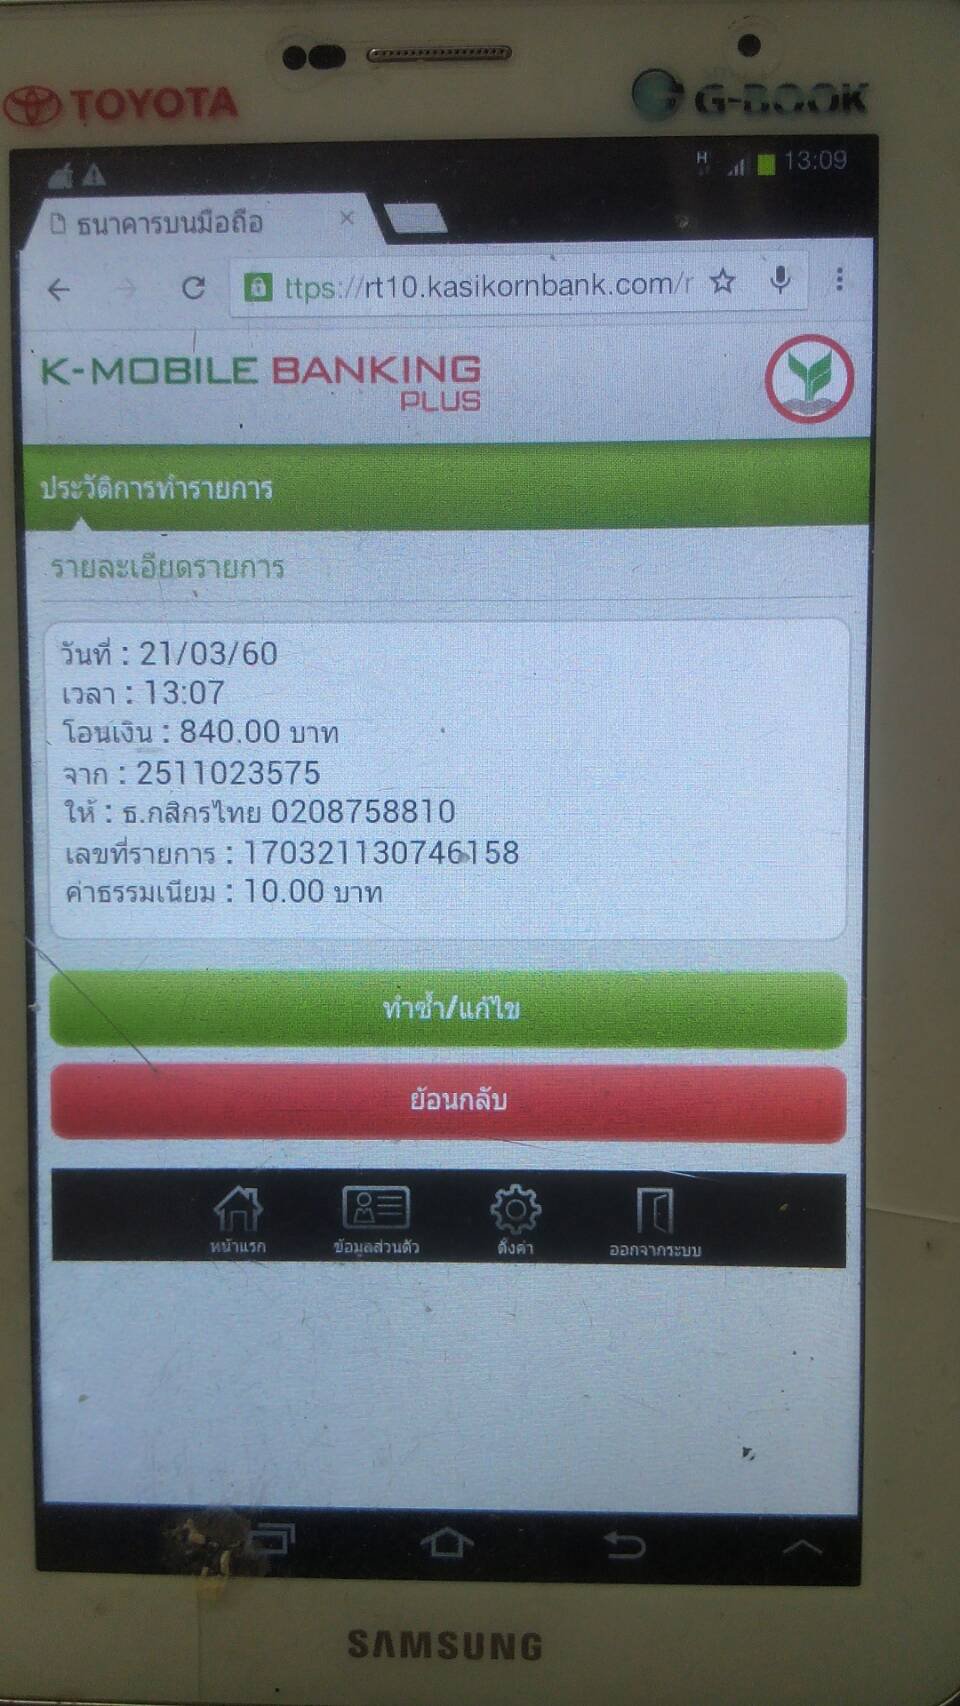 TOYOTA
G-BOOK
H
13:09
ธนาคารบนมือถือ
ttps://rt10.kasikornbank.com/r
K-MOBILE BANKING
PLUS
ประวัติการทำรายการ
รายละเอียดรายการ
วันที่ : 21/03/60
เวลา : 13:07
โอนเงิน : 840.00 บาท
จาก : 2511023575
ให้ : ธ.กสิกรไทย 0208758810
เลขที่รายการ : 170321130746158
ค่าธรรมเนียม : 10.00 บาท
ทำซ้ำ/แก้ไข
ย้อนกลับ
หน้าแรก ข้อมูลส่วนตัว ตั้งค่า ออกจากระบบ
SAMSUNG